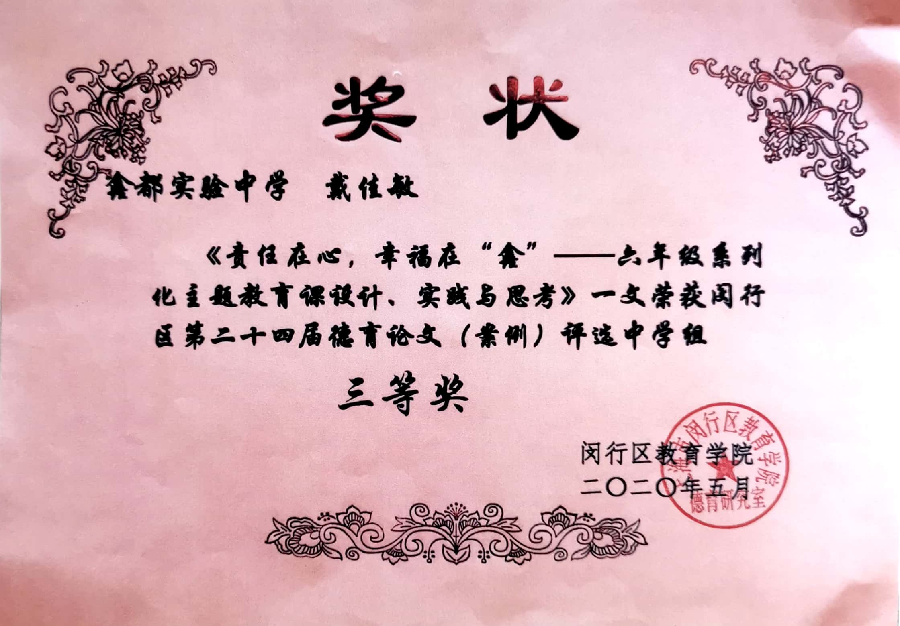 奖 状
鑫都实验中学 戴佳敏
《责任在心，幸福在“鑫”——六年级系列
化主题教育课设计、实践与思考》一文荣获闵行
区第二十四届德育论文（案例）评选中学组
三等奖
闵行区教育学院
二〇二〇年五月
上海市闵行区教育学院
德育研究室